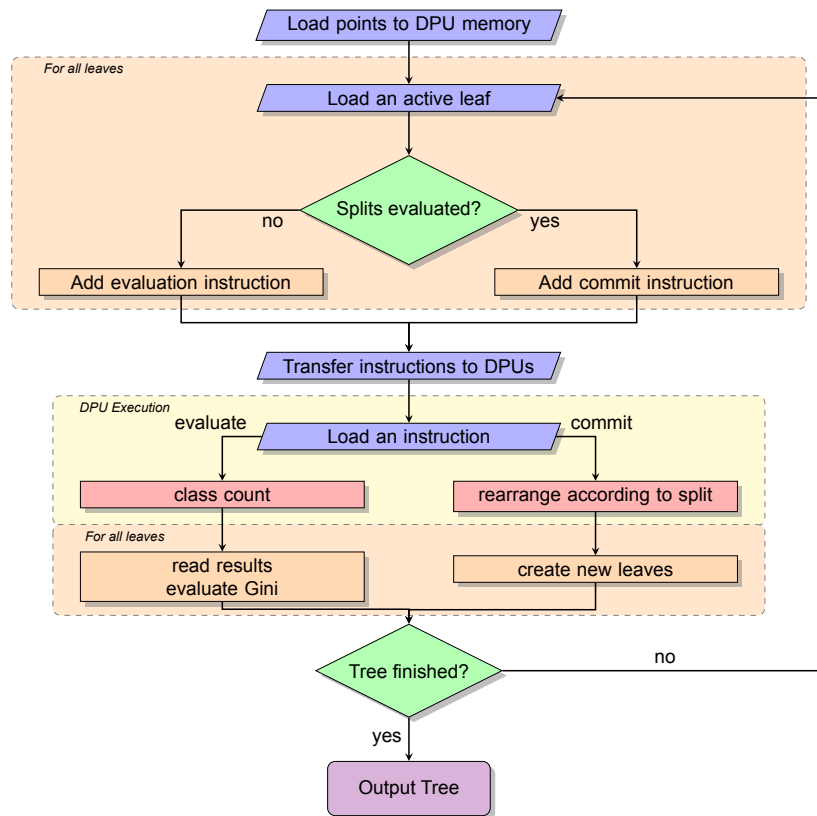 Load points to DPU memory
For all leaves
Load an active leaf
Splits evaluated?
no
yes
Add evaluation instruction
Add commit instruction
Transfer instructions to DPUs
DPU Execution
evaluate
Load an instruction
commit
class count
rearrange according to split
For all leaves
read results
evaluate Gini
create new leaves
Tree finished?
no
yes
Output Tree